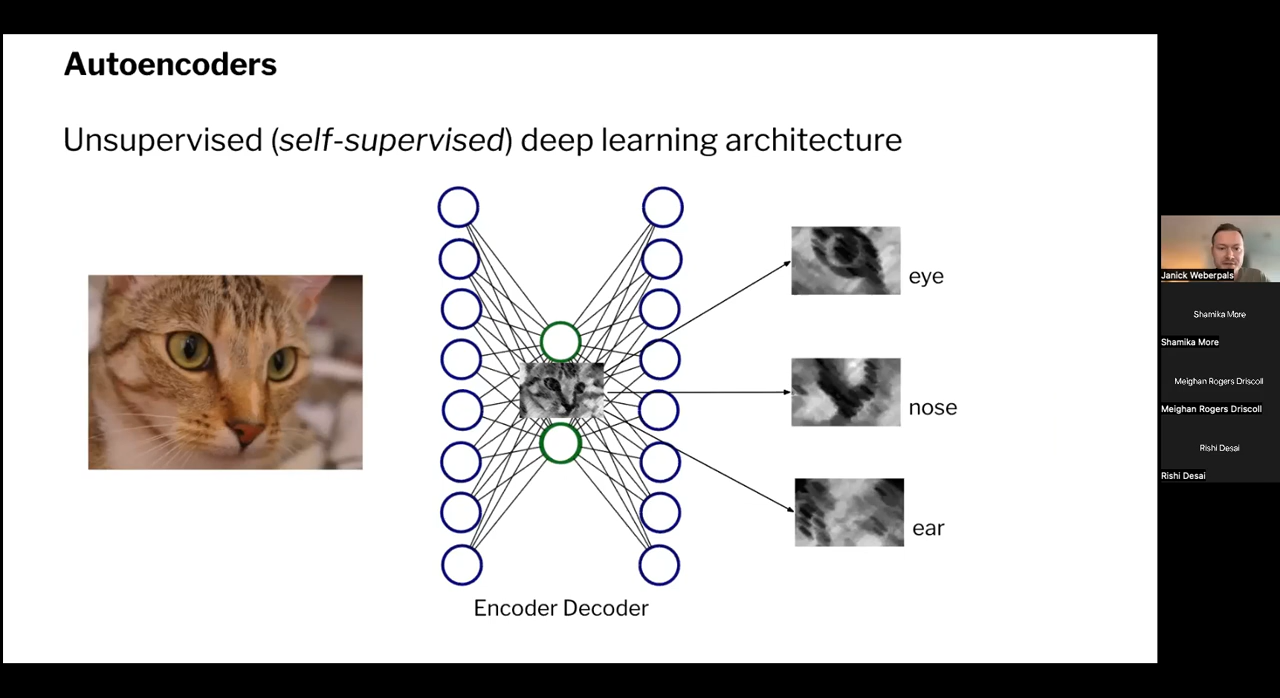 Autoencoders
Unsupervised (self-supervised) deep learning architecture
eye
nose
ear
Encoder Decoder
Janick Weberpals
Shamika More
Shamika More
Meighan Rogers Driscoll
Meighan Rogers Driscoll
Rishi Desai
Rishi Desai